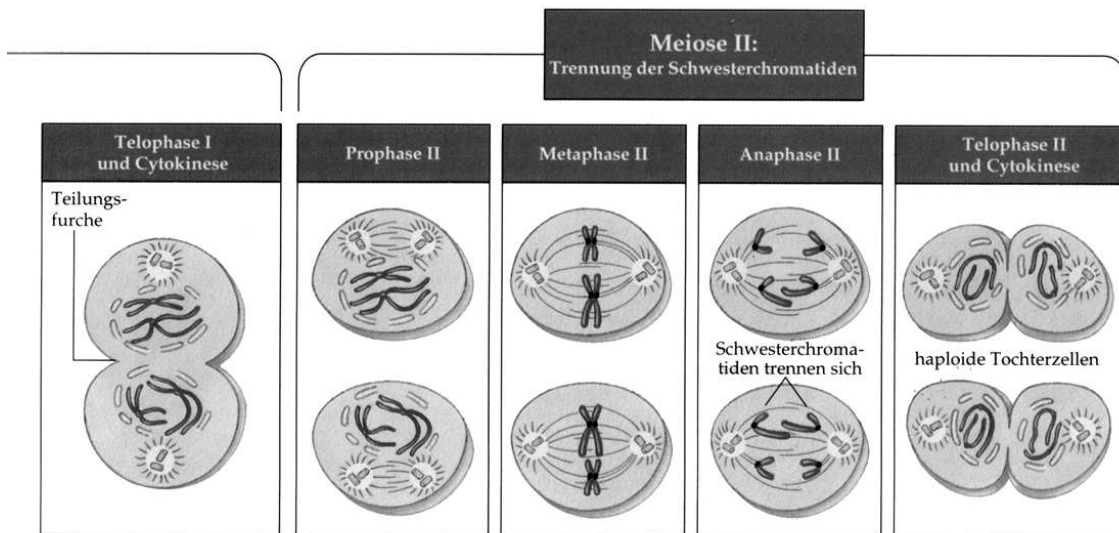 Meiose II:
Trennung der Schwesterchromatiden
Telophase I
und Cytokinese
Prophase II
Metaphase II
Anaphase II
Telophase II
und Cytokinese
Teilungs-
furche
Schwesterchroma-
tiden trennen sich
haploide Tochterzellen